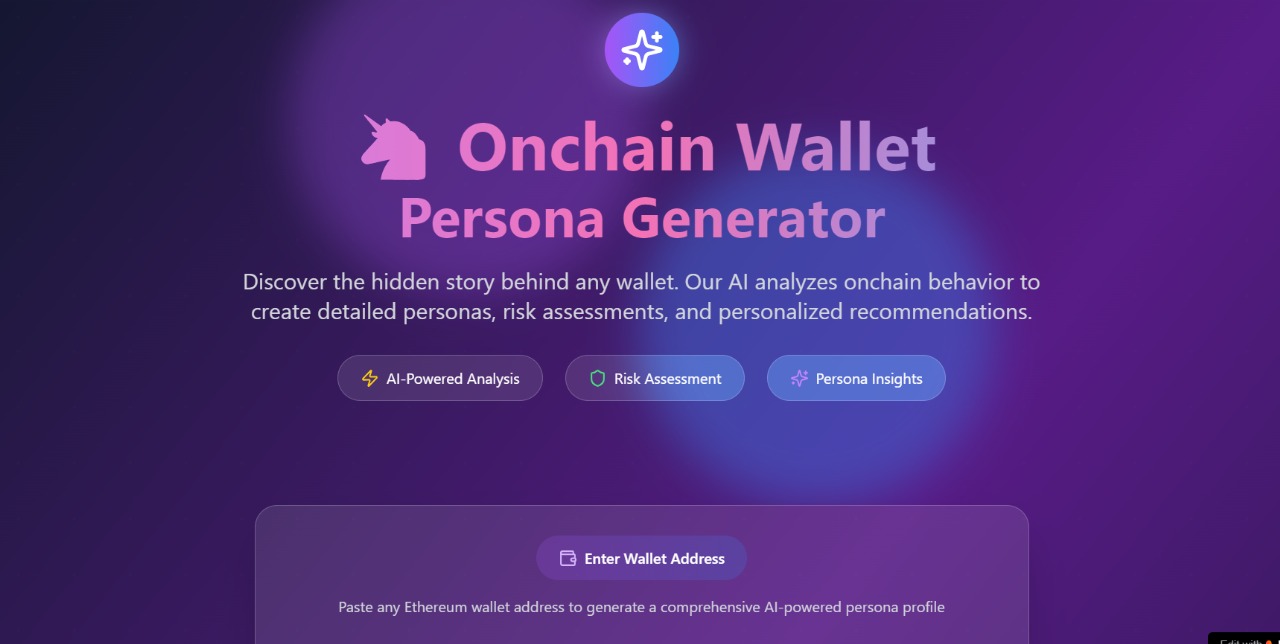 Onchain Wallet
Persona Generator
Discover the hidden story behind any wallet. Our AI analyzes onchain behavior to
create detailed personas, risk assessments, and personalized recommendations.
AI-Powered Analysis
Risk Assessment
Persona Insights
Enter Wallet Address
Paste any Ethereum wallet address to generate a comprehensive AI-powered persona profile
Edit with